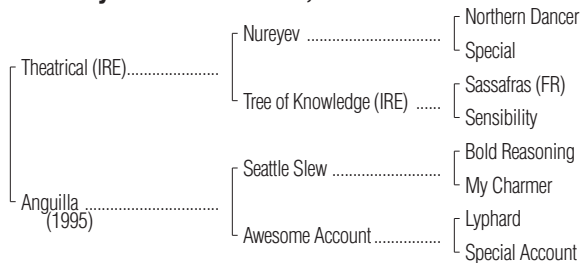 Northern Dancer
Nureyev ..............................
Special
Theatrical (IRE)......................
Sassafras (FR)
Tree of Knowledge (IRE) ......
Sensibility
Bold Reasoning
Seattle Slew ........................
My Charmer
Anguilla ................................
(1995)
Lyphard
Awesome Account................
Special Account